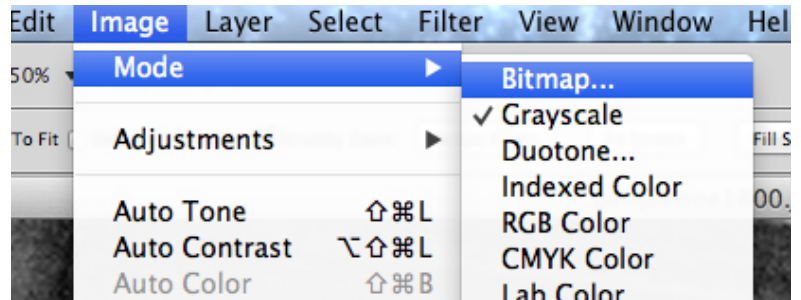 Edit Image Layer Select Filter View Window Hel
50% Mode Bitmap...
✓ Grayscale
To Fit Adjustments Duotone... Fill S
Indexed Color
00.
Auto Tone ⇧⌘L RGB Color
Auto Contrast ⌥⇧⌘L CMYK Color
Auto Color ⇧⌘B Lab Color